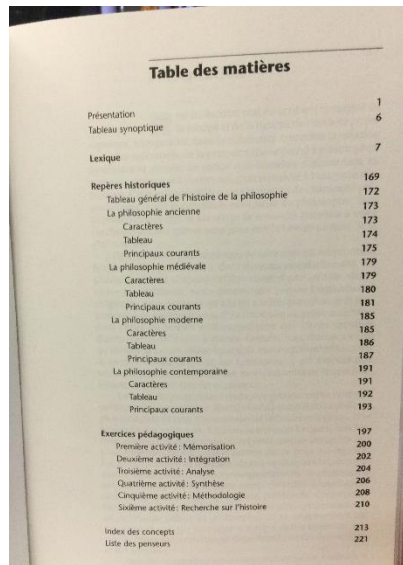 Table des matières
Présentation 1
Tableau synoptique 6
Lexique 7
Repères historiques 169
Tableau général de l'histoire de la philosophie 172
La philosophie ancienne 173
Caractères 173
Tableau 174
Principaux courants 175
La philosophie médiévale 179
Caractères 179
Tableau 180
Principaux courants 181
La philosophie moderne 185
Caractères 185
Tableau 186
Principaux courants 187
La philosophie contemporaine 191
Caractères 191
Tableau 192
Principaux courants 193
Exercices pédagogiques 197
Première activité : Mémorisation 200
Deuxième activité : Intégration 202
Troisième activité : Analyse 204
Quatrième activité : Synthèse 206
Cinquième activité : Méthodologie 208
Sixième activité : Recherche sur l'histoire 210
Index des concepts 213
Liste des penseurs 221